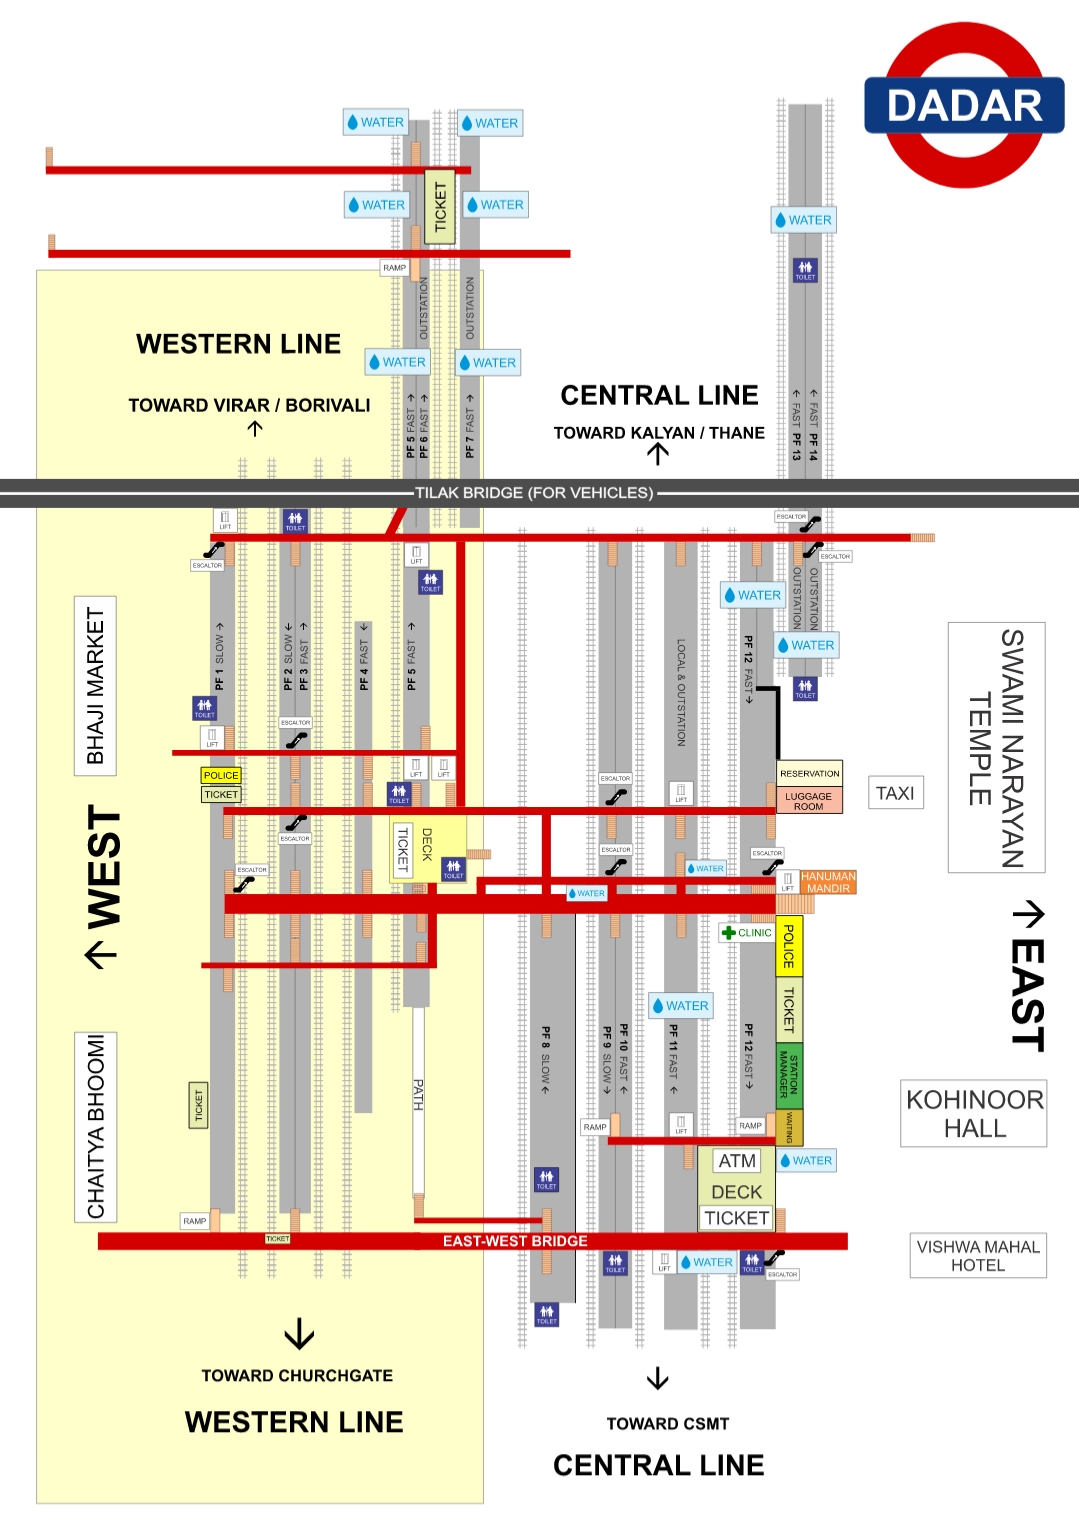 DADAR
WATER
WATER
TICKET
WATER
WATER
WATER
TOILET
RAMP
OUTSTATION
OUTSTATION
WESTERN LINE
TOWARD VIRAR / BORIVALI
↑
WATER
WATER
PF 5 FAST →
PF 6 FAST →
PF 7 FAST →
CENTRAL LINE
TOWARD KALYAN / THANE
↑
← FAST PF 13
← FAST PF 14
TILAK BRIDGE (FOR VEHICLES)
LIFT
TOILET
ESCALTOR
ESCALTOR
LIFT
TOILET
ESCALTOR
OUTSTATION
OUTSTATION
WATER
WATER
TOILET
BHAJI MARKET
PF 1 SLOW →
PF 2 SLOW ←
PF 3 FAST →
PF 4 FAST ←
PF 5 FAST →
LOCAL & OUTSTATION
PF 12 FAST →
SWAMI NARAYAN
TEMPLE
TOILET
LIFT
ESCALTOR
POLICE
TICKET
LIFT
LIFT
TOILET
ESCALTOR
LIFT
RESERVATION
LUGGAGE
ROOM
TAXI
ESCALTOR
TICKET
DECK
TOILET
ESCALTOR
ESCALTOR
ESCALTOR
WATER
WATER
LIFT
HANUMAN
MANDIR
← WEST
← EAST
CLINIC
POLICE
TICKET
STATION
MANAGER
WAITING
WATER
CHAITYA BHOOMI
TICKET
PATH
PF 8 SLOW ←
PF 9 SLOW →
PF 10 FAST ←
PF 11 FAST ←
PF 12 FAST →
RAMP
LIFT
RAMP
KOHINOOR
HALL
ATM
DECK
TICKET
WATER
TOILET
RAMP
TICKET
EAST-WEST BRIDGE
VISHWA MAHAL
HOTEL
TOILET
LIFT
WATER
TOILET
ESCALTOR
TOILET
↓
TOWARD CHURCHGATE
WESTERN LINE
↓
TOWARD CSMT
CENTRAL LINE